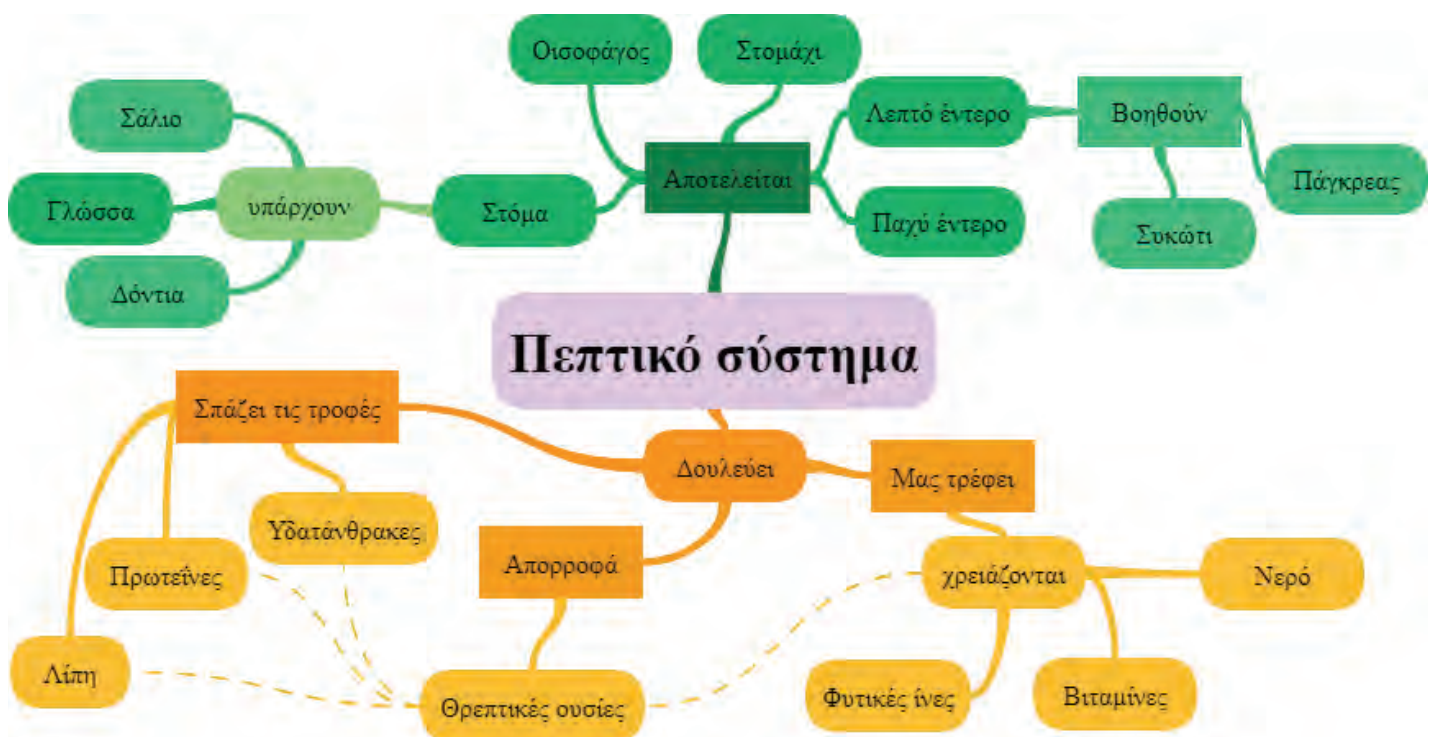 Οισοφάγος
Στομάχι
Σάλιο
Λεπτό έντερο
Βοηθούν
Αποτελείται
Πάγκρεας
Γλώσσα
υπάρχουν
Στόμα
Παχύ έντερο
Συκώτι
Δόντια
Πεπτικό σύστημα
Σπάζει τις τροφές
Δουλεύει
Μας τρέφει
Υδατάνθρακες
Πρωτεΐνες
Απορροφά
χρειάζονται
Νερό
Λίπη
Θρεπτικές ουσίες
Φυτικές ίνες
Βιταμίνες